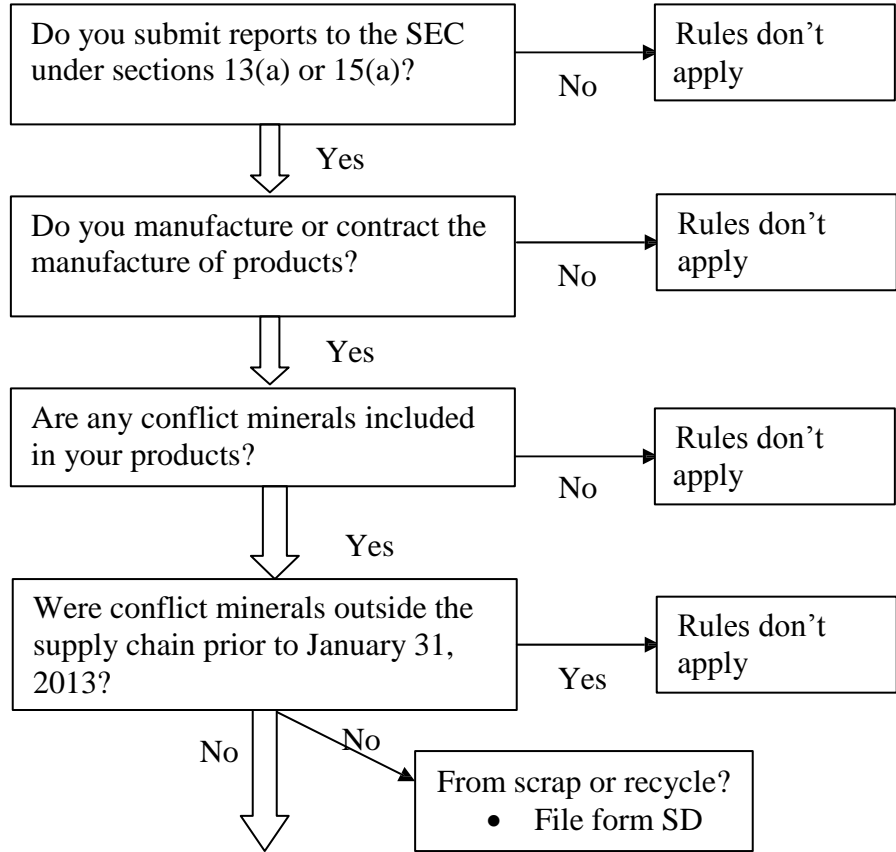 Do you submit reports to the SEC
under sections 13(a) or 15(a)?
Rules don’t
apply
No
Yes
Do you manufacture or contract the
manufacture of products?
Rules don’t
apply
No
Yes
Are any conflict minerals included
in your products?
Rules don’t
apply
No
Yes
Were conflict minerals outside the
supply chain prior to January 31,
2013?
Rules don’t
apply
Yes
No
No
From scrap or recycle?
• File form SD